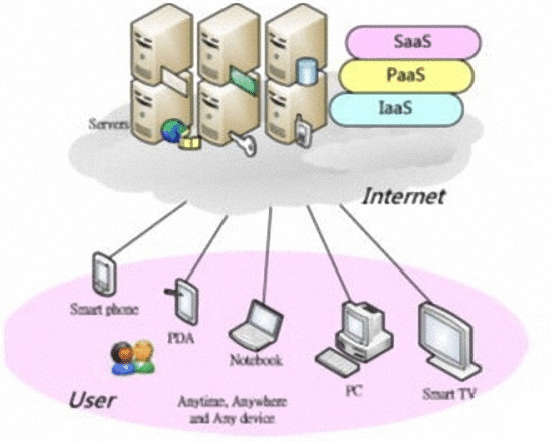 SaaS
PaaS
IaaS
Servers
Internet
Smart phone
PDA
Notebook
PC
Smart TV
User
Anytime, Anywhere
and Any device